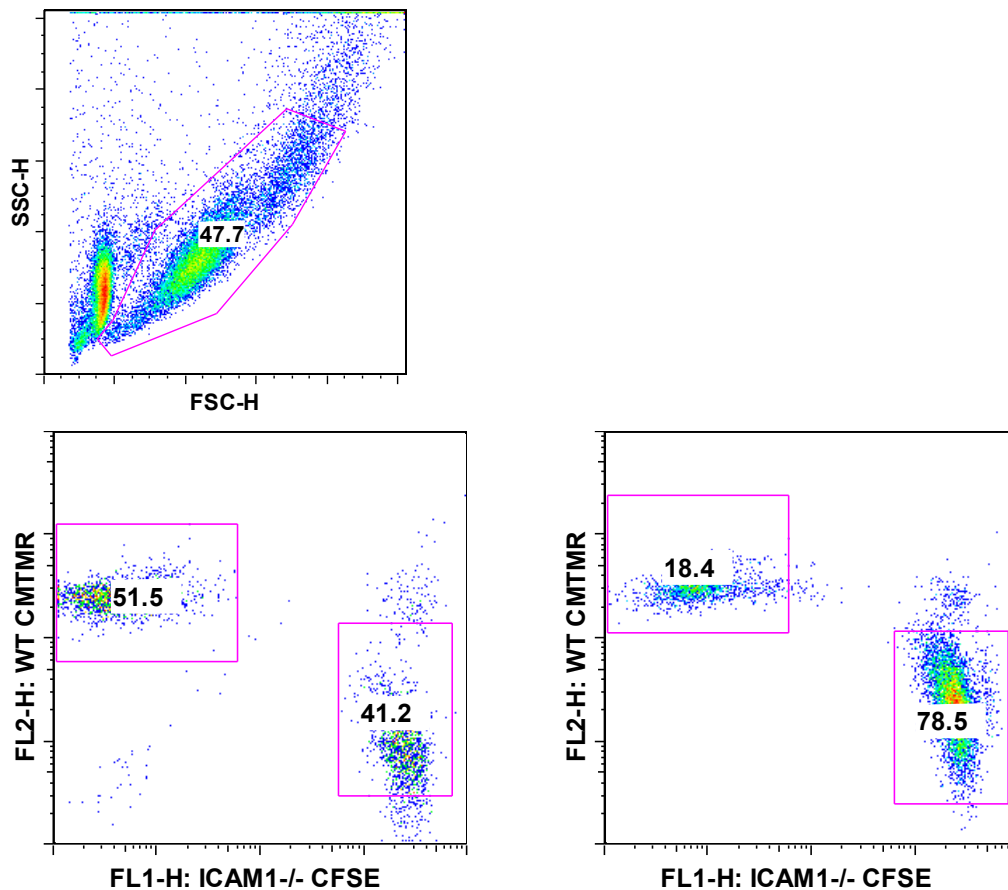 SSC-H
47.7
FSC-H
FL2-H: WT CMTMR
51.5
41.2
FL1-H: ICAM1-/- CFSE
FL2-H: WT CMTMR
18.4
78.5
FL1-H: ICAM1-/- CFSE